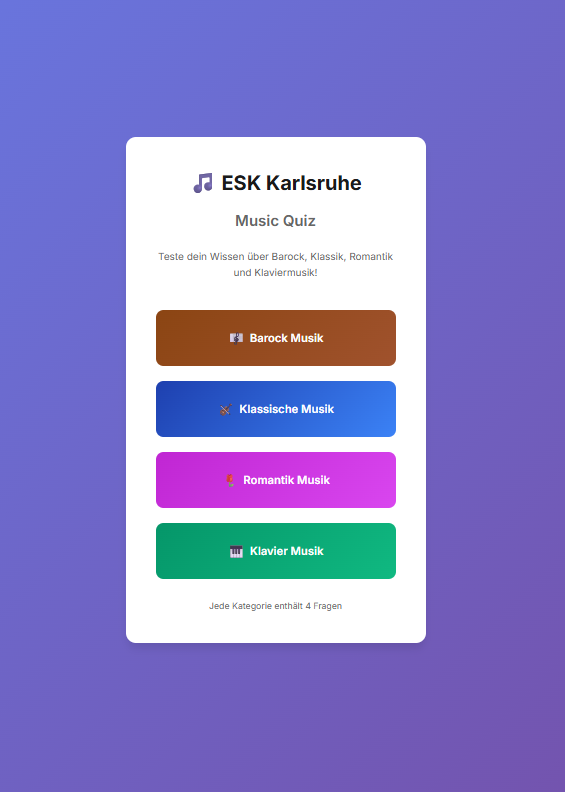 🎵 ESK Karlsruhe
Music Quiz
Teste dein Wissen über Barock, Klassik, Romantik
und Klaviermusik!
🎼 Barock Musik
🎻 Klassische Musik
🌹 Romantik Musik
🎹 Klavier Musik
Jede Kategorie enthält 4 Fragen